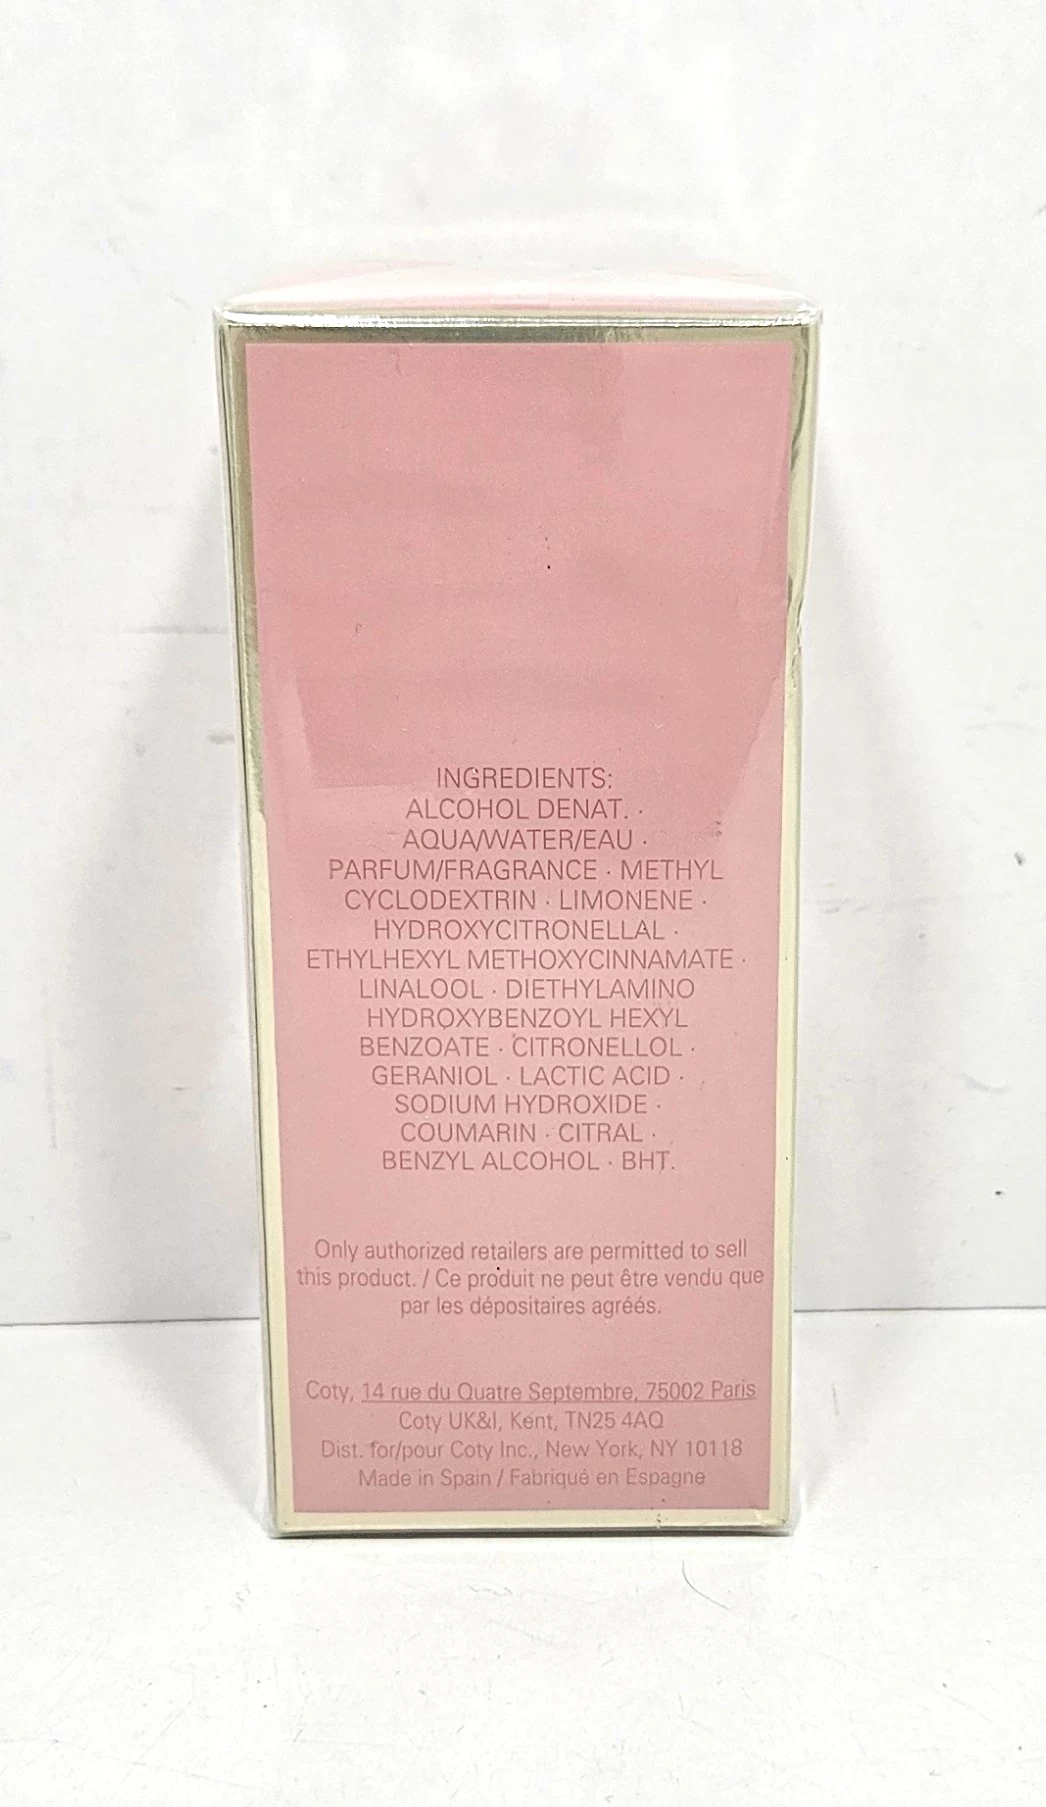 INGREDIENTS:
ALCOHOL DENAT. ·
AQUA/WATER/EAU ·
PARFUM/FRAGRANCE · METHYL
CYCLODEXTRIN · LIMONENE ·
HYDROXYCITRONELLAL ·
ETHYLHEXYL METHOXYCINNAMATE ·
LINALOOL · DIETHYLAMINO
HYDROXYBENZOYL HEXYL
BENZOATE · CITRONELLOL ·
GERANIOL · LACTIC ACID ·
SODIUM HYDROXIDE ·
COUMARIN · CITRAL ·
BENZYL ALCOHOL · BHT.
Only authorized retailers are permitted to sell
this product. / Ce produit ne peut être vendu que
par les dépositaires agréés.
Coty, 14 rue du Quatre Septembre, 75002 Paris
Coty UK&I, Kent, TN25 4AQ
Dist. for/pour Coty Inc., New York, NY 10118
Made in Spain / Fabriqué en Espagne